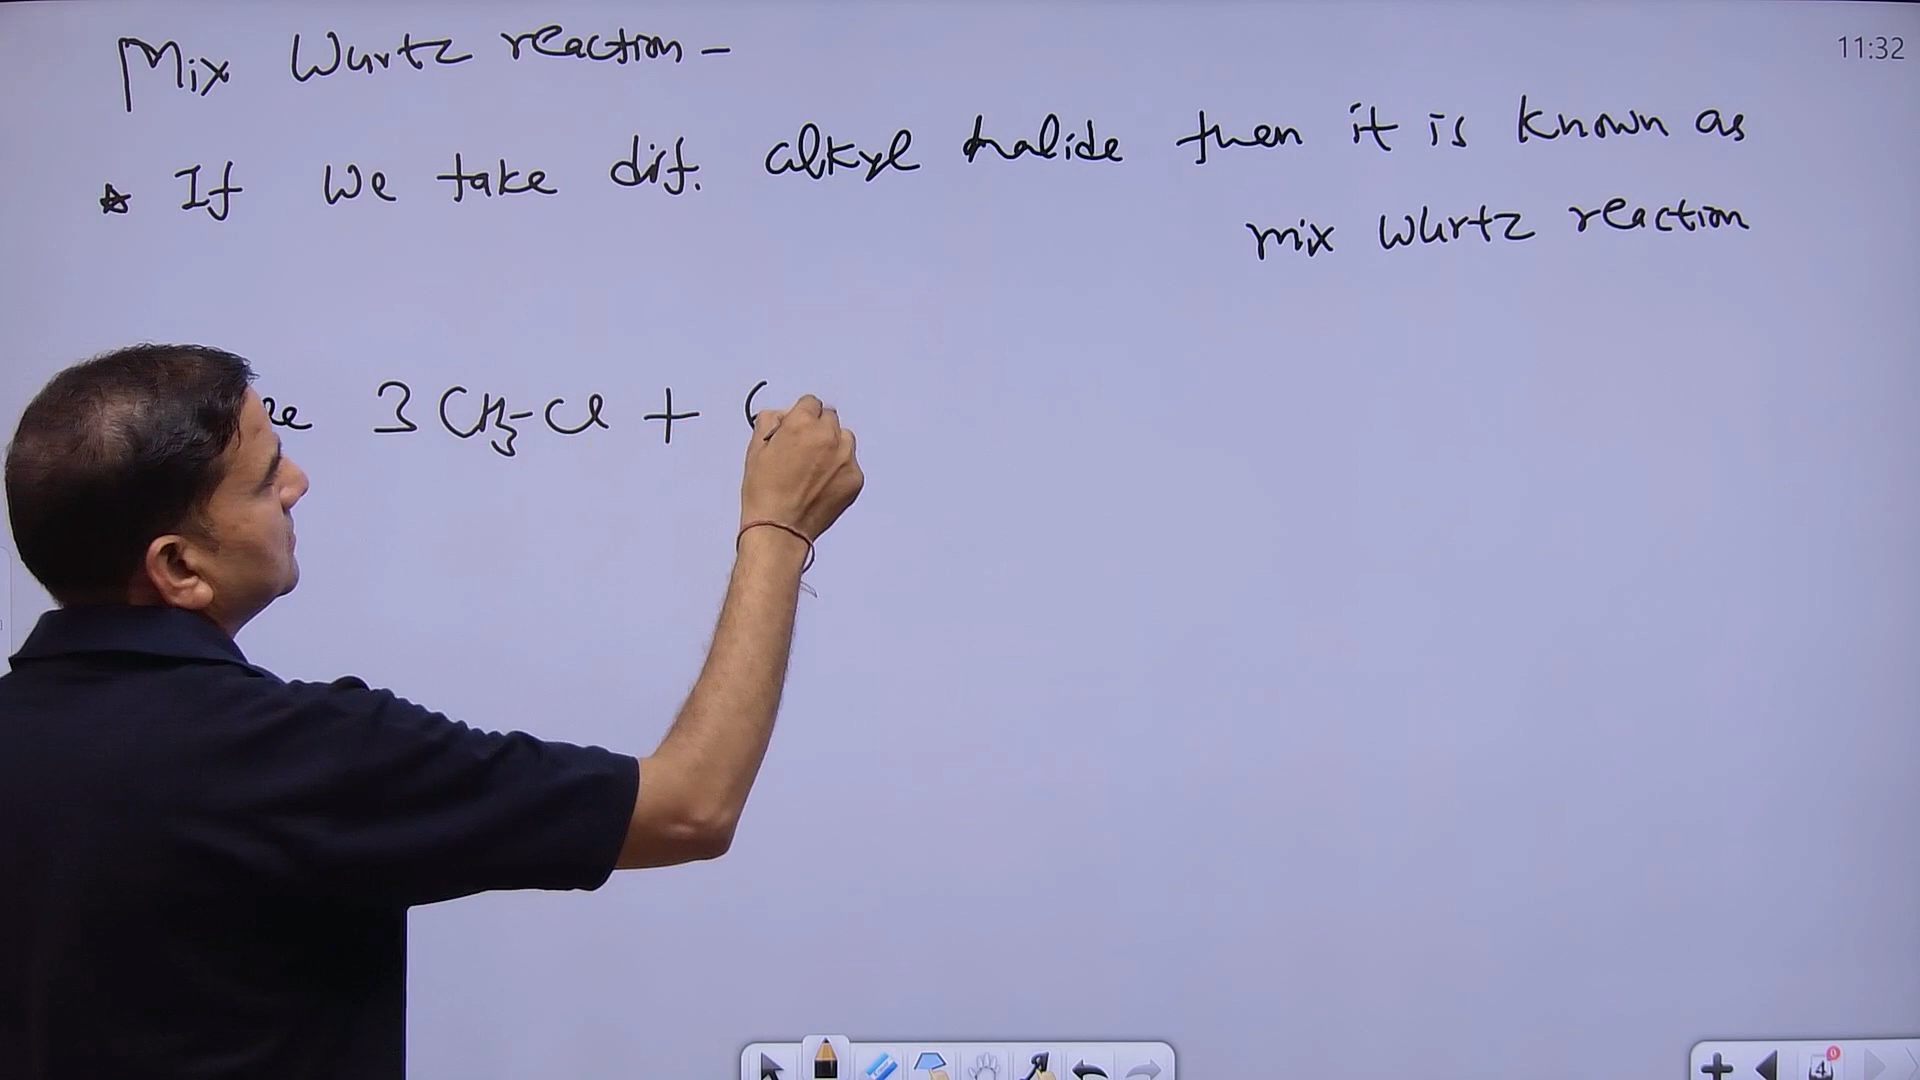 Mix Wurtz reaction -
11:32
* If we take dif. alkyl halide then it is known as
mix Wurtz reaction
3 CH3-Cl +
4